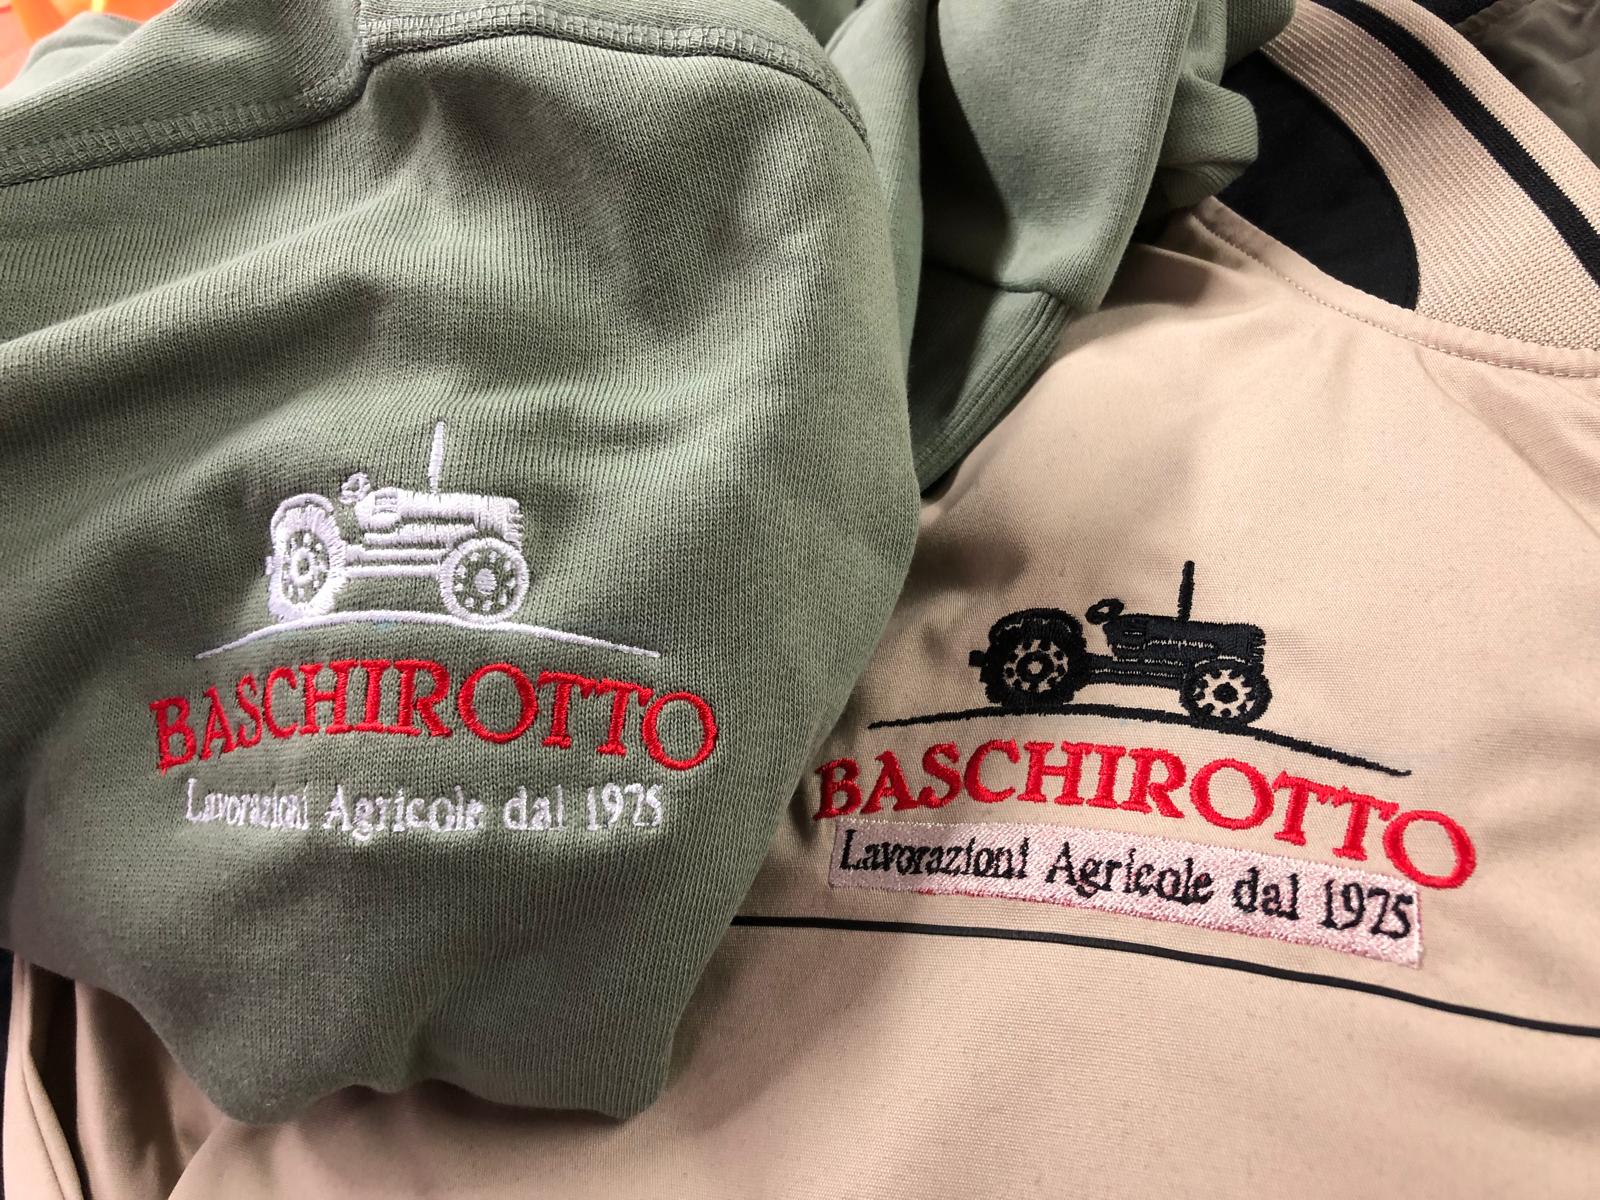 BASCHIROTTO
Lavorazioni Agricole dal 1975
BASCHIROTTO
Lavorazioni Agricole dal 1975